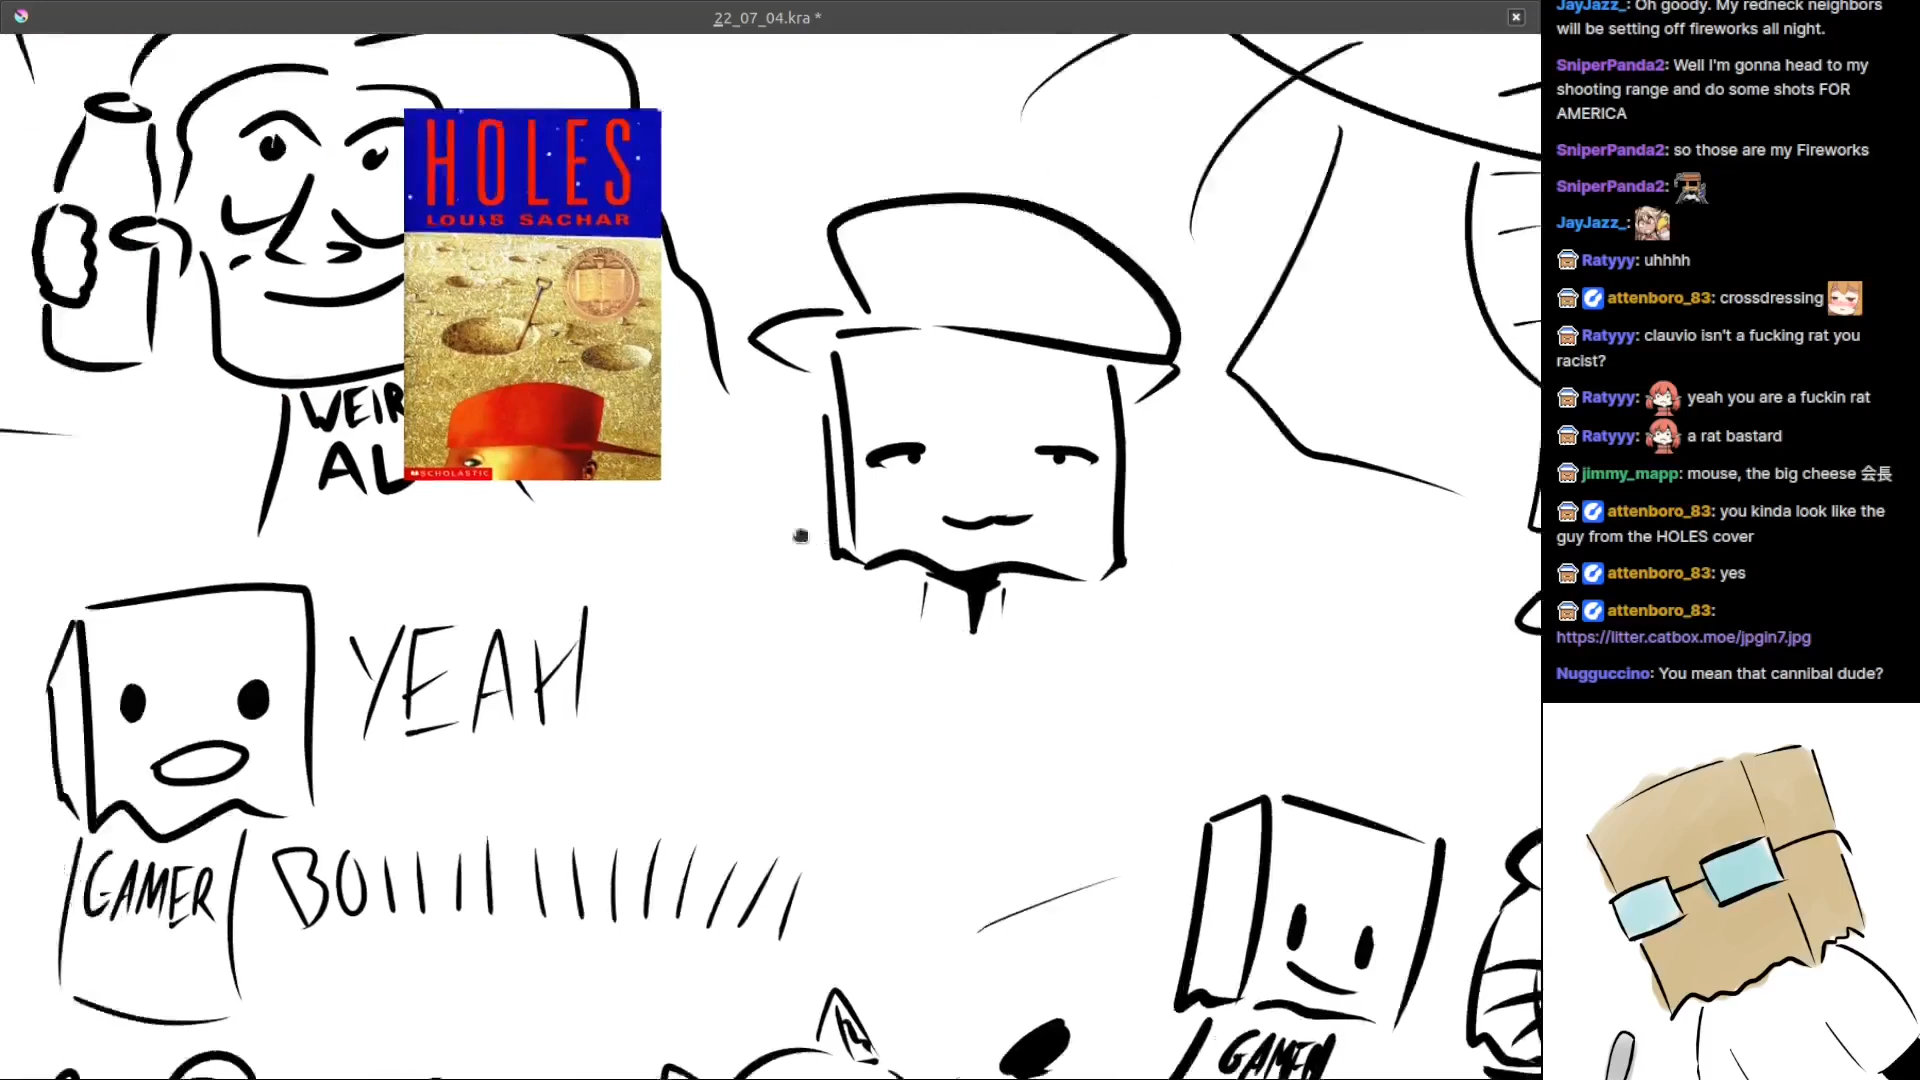 22_07_04.kra *
HOLES
LOUIS SACHAR
SCHOLASTIC
WEIR
AL
YEAH
GAMER
BOIIIIIIIIIIIII
GAMER
JayJazz_: Oh goody. My redneck neighbors
will be setting off fireworks all night.
SniperPanda2: Well I'm gonna head to my
shooting range and do some shots FOR
AMERICA
SniperPanda2: so those are my Fireworks
SniperPanda2:
JayJazz_:
Ratyyy: uhhhh
attenboro_83: crossdressing
Ratyyy: clauvio isn't a fucking rat you
racist?
Ratyyy: yeah you are a fuckin rat
Ratyyy: a rat bastard
jimmy_mapp: mouse, the big cheese 会長
attenboro_83: you kinda look like the
guy from the HOLES cover
attenboro_83: yes
attenboro_83:
https://litter.catbox.moe/jpgin7.jpg
Nugguccino: You mean that cannibal dude?